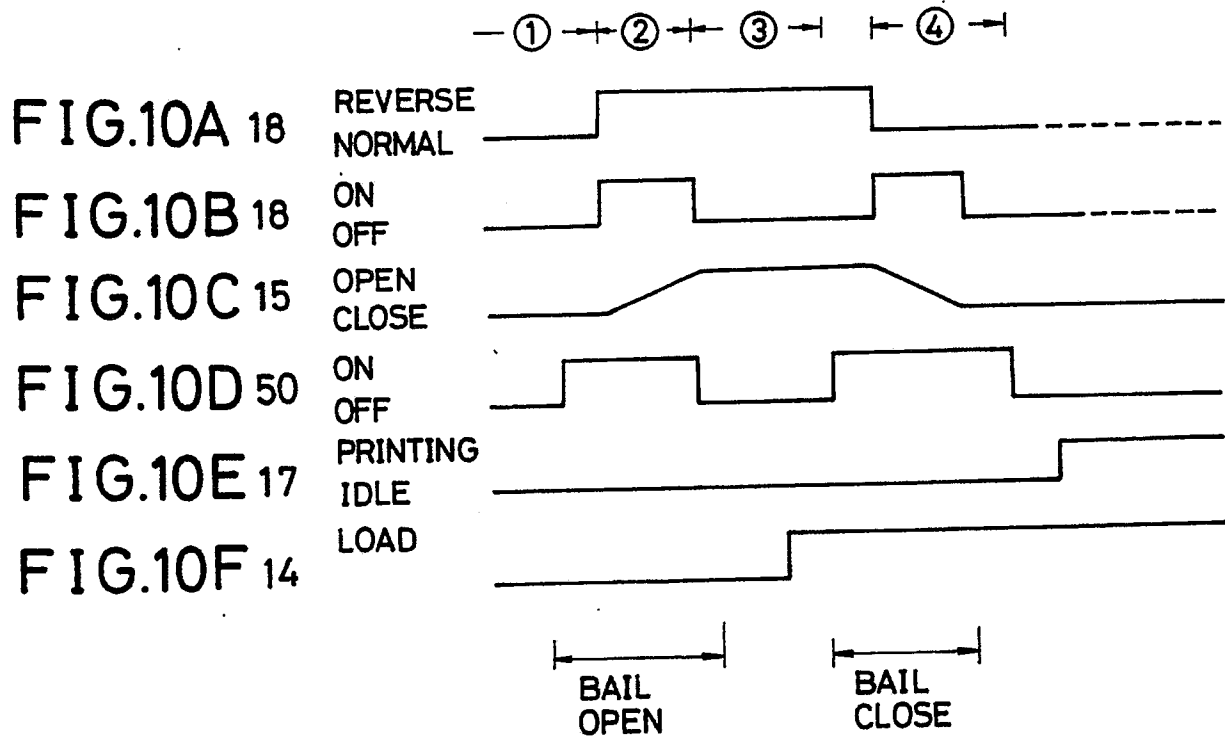 ① ② ③ ④
FIG.10A 18 REVERSE
NORMAL
FIG.10B 18 ON
OFF
FIG.10C 15 OPEN
CLOSE
FIG.10D 50 ON
OFF
FIG.10E 17 PRINTING
IDLE
FIG.10F 14 LOAD
BAIL OPEN
BAIL CLOSE